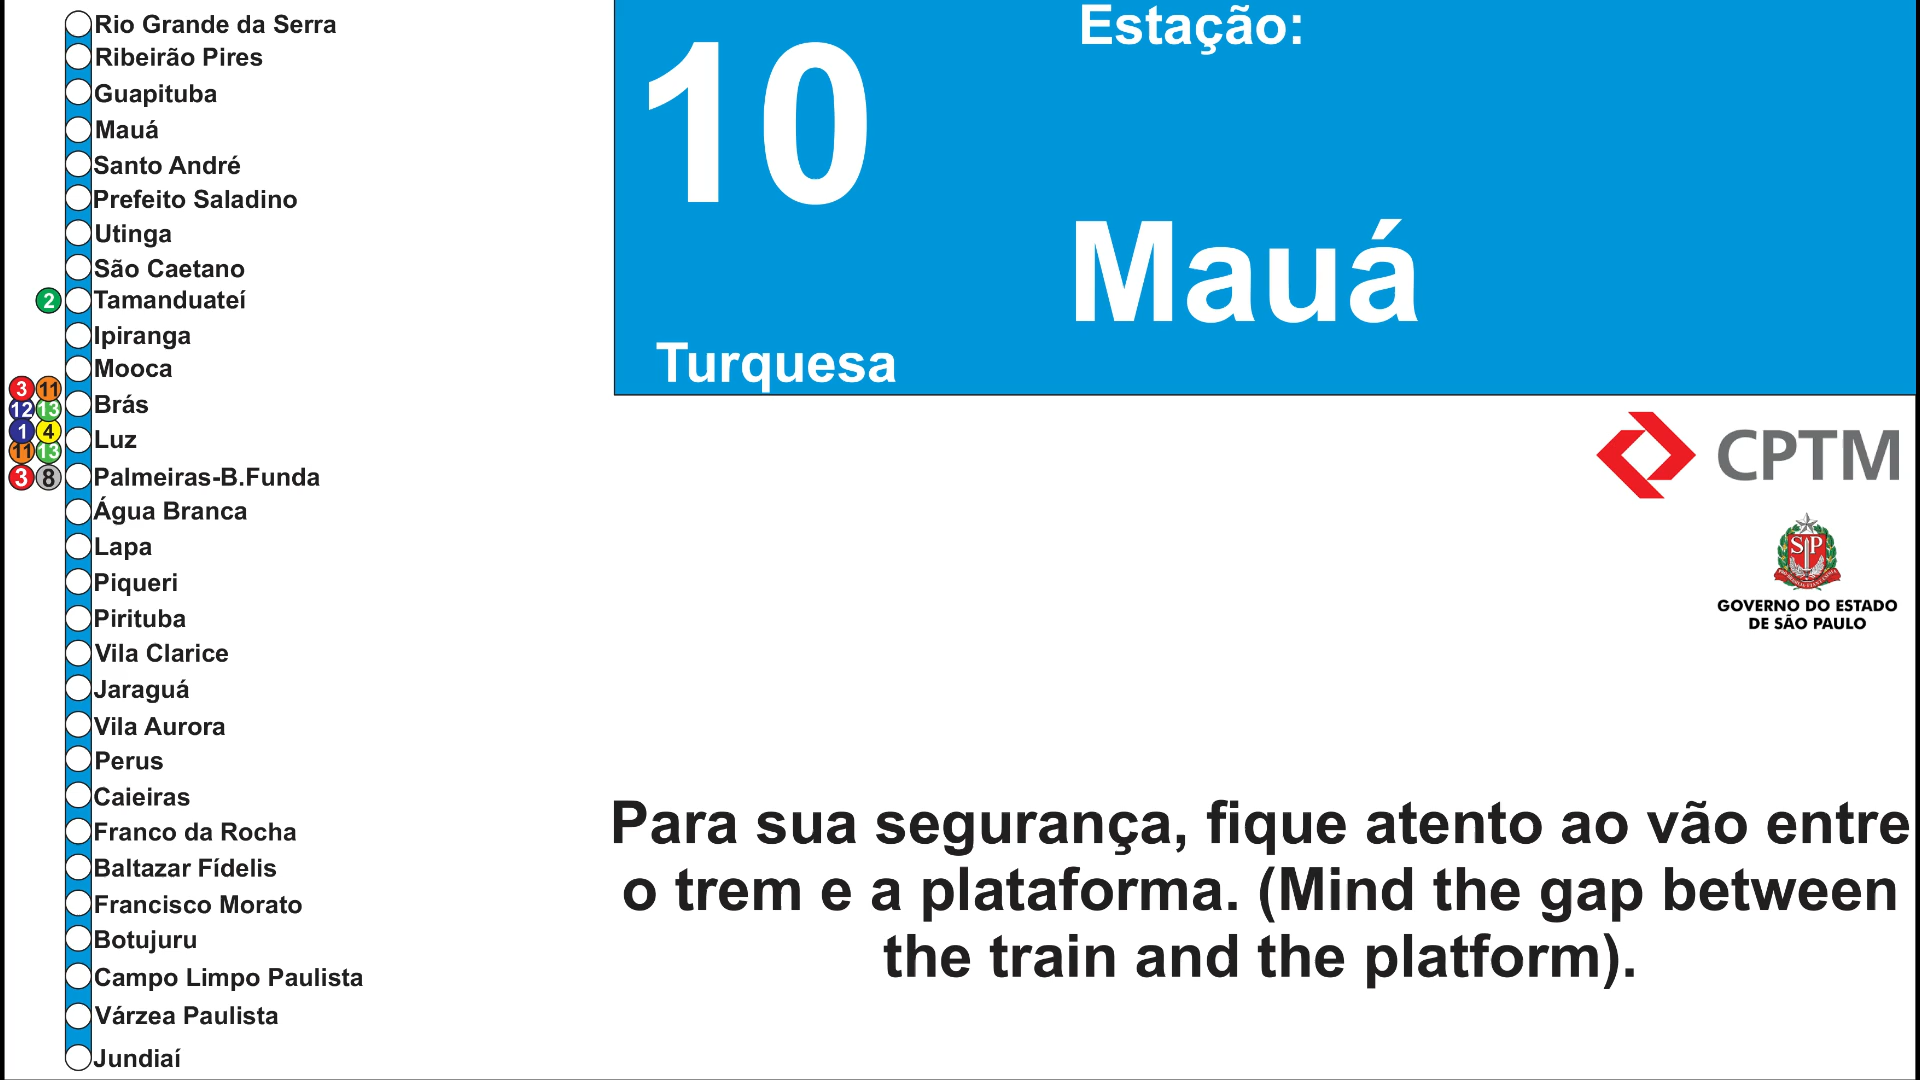 Rio Grande da Serra
Ribeirão Pires
Guapituba
Mauá
Santo André
Prefeito Saladino
Utinga
São Caetano
2 Tamanduateí
Ipiranga
Mooca
3 11
Brás
12 13
1 4
Luz
11 13
3 8 Palmeiras-B.Funda
Água Branca
Lapa
Piqueri
Pirituba
Vila Clarice
Jaraguá
Vila Aurora
Perus
Caieiras
Franco da Rocha
Baltazar Fídelis
Francisco Morato
Botujuru
Campo Limpo Paulista
Várzea Paulista
Jundiaí
Estação:
10
Mauá
Turquesa
CPTM
SP
GOVERNO DO ESTADO
DE SÃO PAULO
Para sua segurança, fique atento ao vão entre
o trem e a plataforma. (Mind the gap between
the train and the platform).